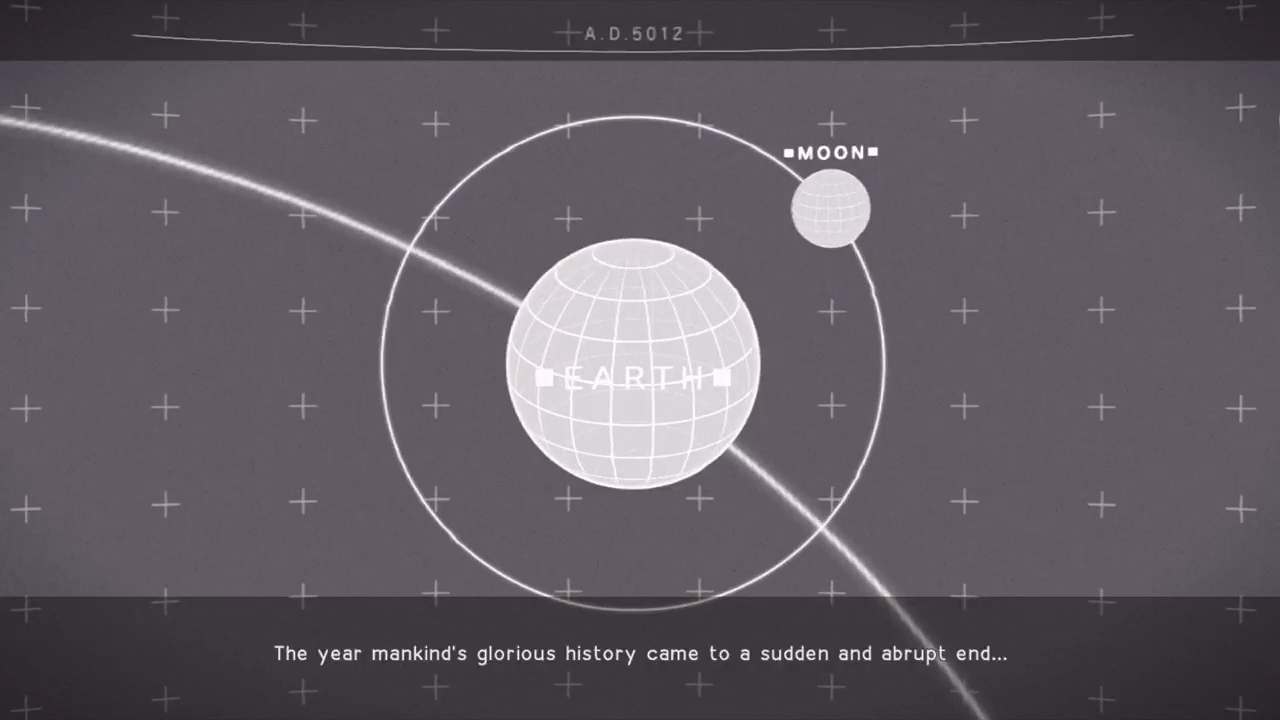 A.D.5012
■MOON■
■EARTH■
The year mankind's glorious history came to a sudden and abrupt end...